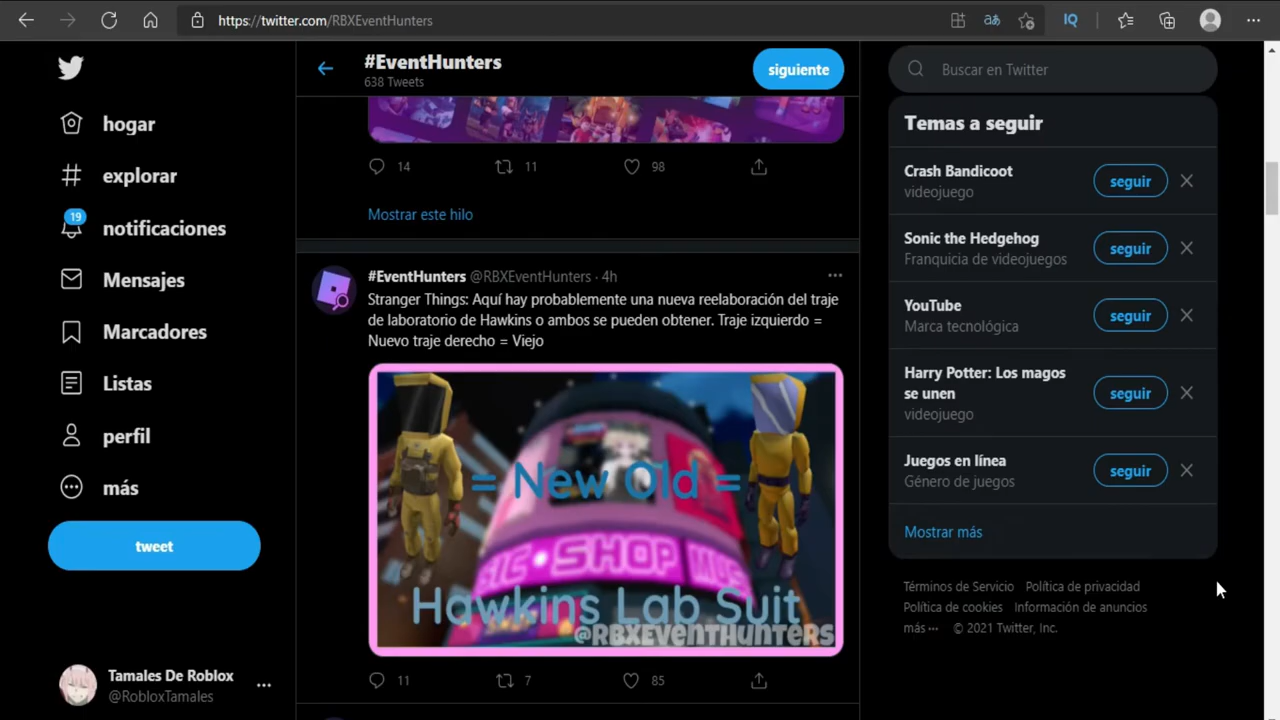 https://twitter.com/RBXEventHunters
aあ
IQ
hogar
explorar
19
notificaciones
Mensajes
Marcadores
Listas
perfil
más
tweet
Tamales De Roblox
@RobloxTamales
#EventHunters
638 Tweets
siguiente
14 11 98
Mostrar este hilo
#EventHunters @RBXEventHunters · 4h
Stranger Things: Aquí hay probablemente una nueva reelaboración del traje
de laboratorio de Hawkins o ambos se pueden obtener. Traje izquierdo =
Nuevo traje derecho = Viejo
= New Old =
SIC•SHOP MUS
Hawkins Lab Suit
@RBXEventHunters
11 7 85
Buscar en Twitter
Temas a seguir
Crash Bandicoot
videojuego
seguir
Sonic the Hedgehog
Franquicia de videojuegos
seguir
YouTube
Marca tecnológica
seguir
Harry Potter: Los magos
se unen
videojuego
seguir
Juegos en línea
Género de juegos
seguir
Mostrar más
Términos de Servicio Política de privacidad
Política de cookies Información de anuncios
más ··· © 2021 Twitter, Inc.